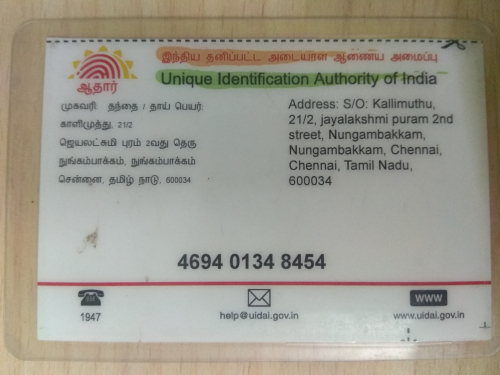 இந்திய தனிப்பட்ட அடையாள ஆணைய அமைப்பு
Unique Identification Authority of India
ஆதார்
முகவரி: தந்தை / தாய் பெயர்:
காளிமுத்து, 21/2
ஜெயலட்சுமி புரம் 2வது தெரு
நுங்கம்பாக்கம், நுங்கம்பாக்கம்
சென்னை, தமிழ் நாடு, 600034
Address: S/O: Kallimuthu,
21/2, jayalakshmi puram 2nd
street, Nungambakkam,
Nungambakkam, Chennai,
Chennai, Tamil Nadu,
600034
4694 0134 8454
1947
help@uidai.gov.in
www
www.uidai.gov.in